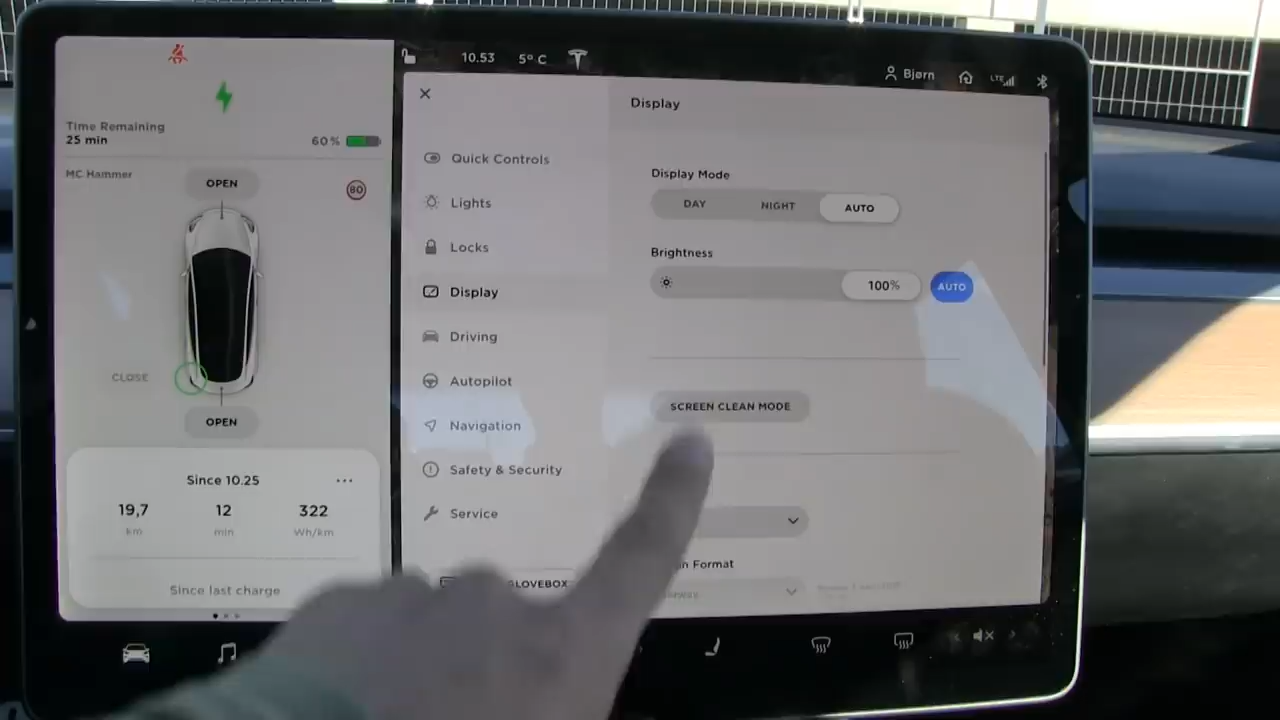 10.53 5° C
Bjørn LTE
Time Remaining
25 min
60 %
MC Hammer
OPEN
80
CLOSE
OPEN
Since 10.25
19,7 12 322
km min Wh/km
Since last charge
Quick Controls
Lights
Locks
Display
Driving
Autopilot
Navigation
Safety & Security
Service
GLOVEBOX
Display
Display Mode
DAY NIGHT AUTO
Brightness
100% AUTO
SCREEN CLEAN MODE
Format